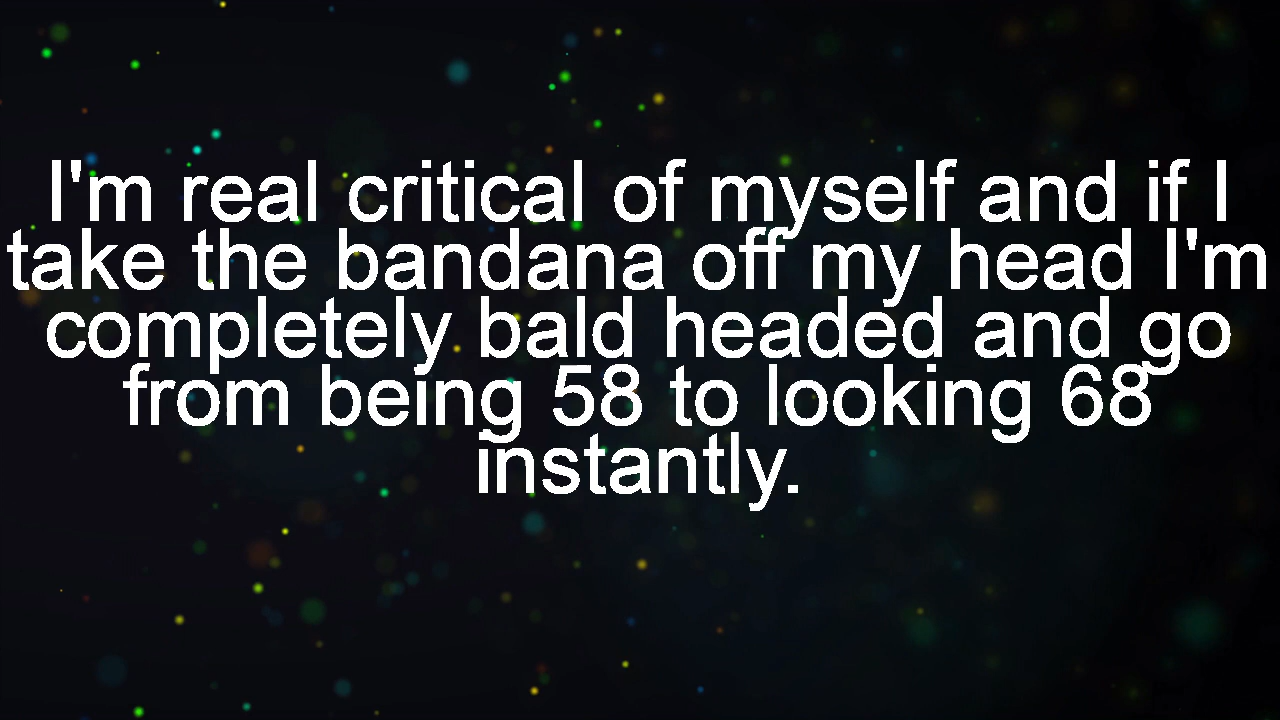 I'm real critical of myself and if I
take the bandana off my head I'm
completely bald headed and go
from being 58 to looking 68
instantly.